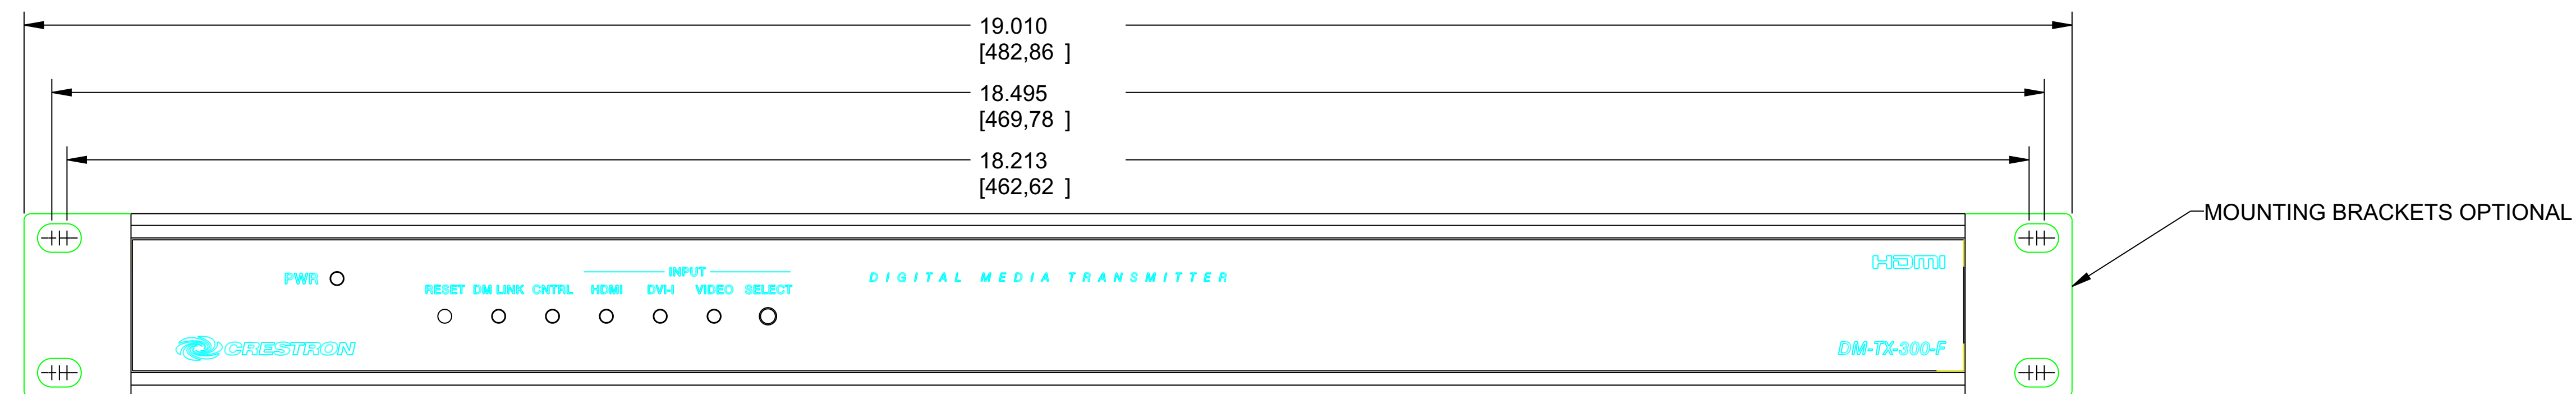 19.010
[482,86 ]
18.495
[469,78 ]
18.213
[462,62 ]
MOUNTING BRACKETS OPTIONAL
HDMI
INPUT
PWR
DIGITAL MEDIA TRANSMITTER
RESET DM LINK CNTRL HDMI DVI-I VIDEO SELECT
CRESTRON
DM-TX-300-F